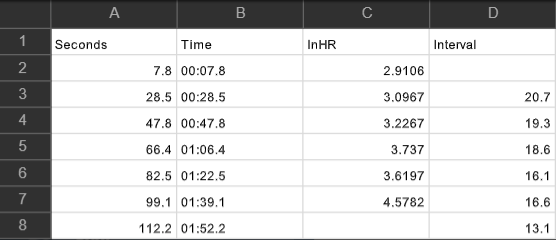 A B C D
1 Seconds Time lnHR Interval
2 7.8 00:07.8 2.9106
3 28.5 00:28.5 3.0967 20.7
4 47.8 00:47.8 3.2267 19.3
5 66.4 01:06.4 3.737 18.6
6 82.5 01:22.5 3.6197 16.1
7 99.1 01:39.1 4.5782 16.6
8 112.2 01:52.2 13.1